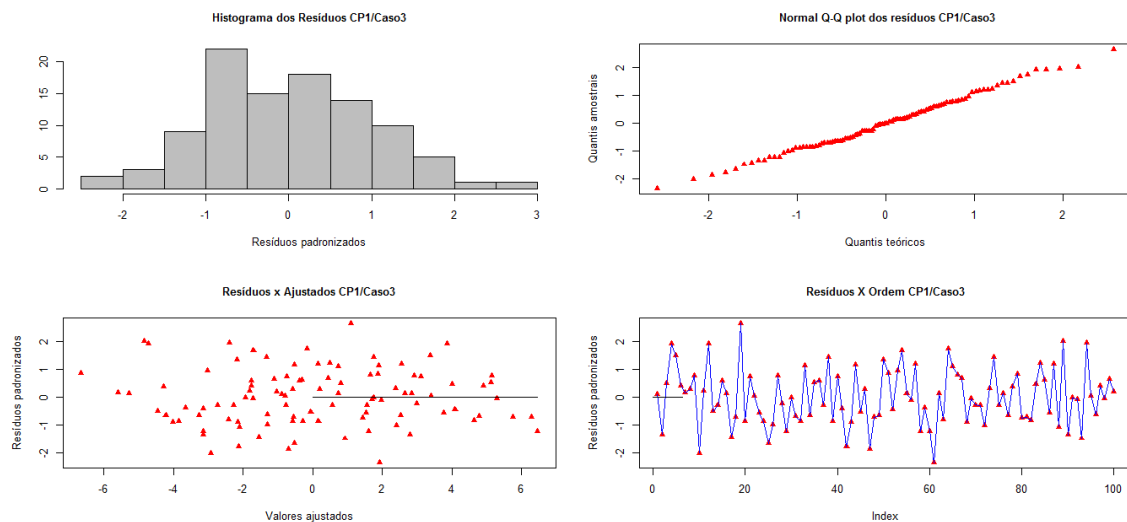 Histograma dos Resíduos CP1/Caso3
0 5 10 15 20
-2 -1 0 1 2 3
Resíduos padronizados
Normal Q-Q plot dos resíduos CP1/Caso3
Quantis amostrais
-2 -1 0 1 2
-2 -1 0 1 2
Quantis teóricos
Resíduos x Ajustados CP1/Caso3
Resíduos padronizados
-2 -1 0 1 2
-6 -4 -2 0 2 4 6
Valores ajustados
Resíduos X Ordem CP1/Caso3
Resíduos padronizados
-2 -1 0 1 2
0 20 40 60 80 100
Index